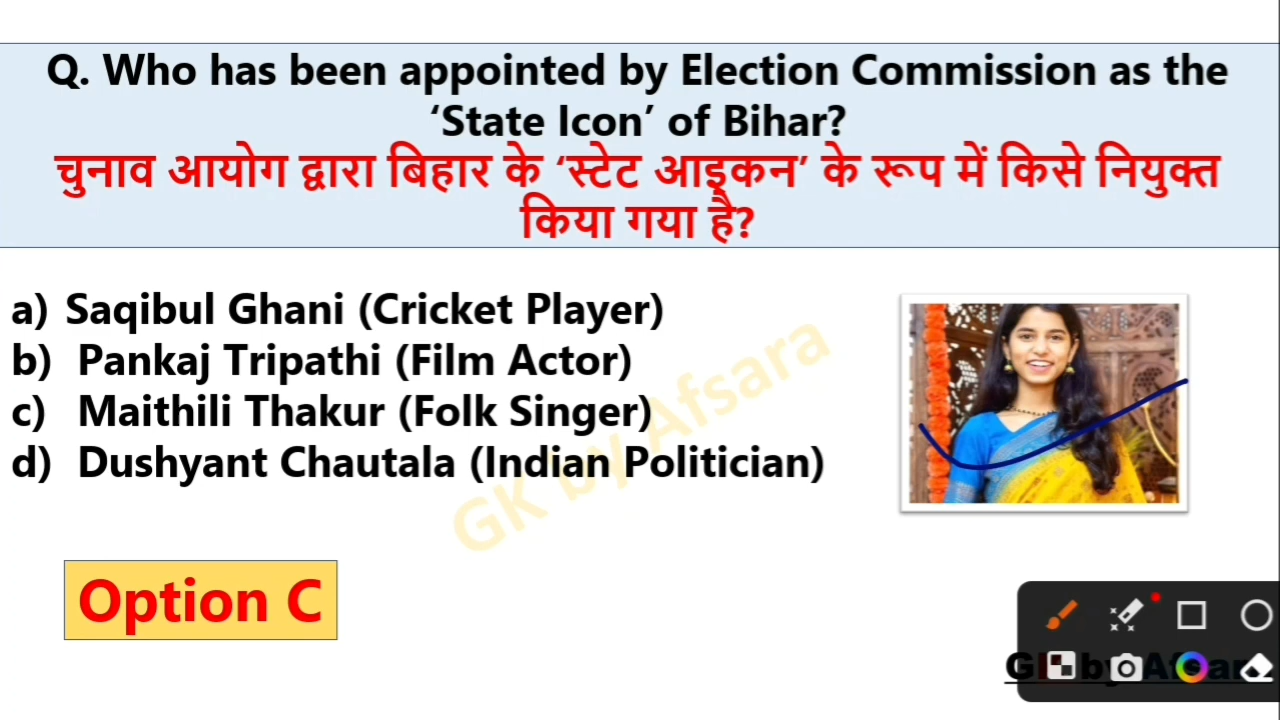 Q. Who has been appointed by Election Commission as the
‘State Icon’ of Bihar?
चुनाव आयोग द्वारा बिहार के ‘स्टेट आइकन’ के रूप में किसे नियुक्त
किया गया है?
a) Saqibul Ghani (Cricket Player)
b) Pankaj Tripathi (Film Actor)
c) Maithili Thakur (Folk Singer)
d) Dushyant Chautala (Indian Politician)
GK by Afsara
Option C